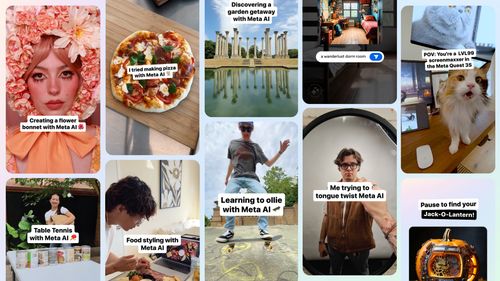 Creating a flower
bonnet with Meta AI 🌺
I tried making pizza
with Meta AI
Discovering a
garden getaway
with Meta AI
a wanderlust dorm room
POV: You're a LVL99
screenmaxxer in
the Meta Quest 3S
Table Tennis
with Meta AI 🏓
Food styling with
Meta AI
Learning to ollie
with Meta AI 🛹
Me trying to
tongue twist Meta AI
Pause to find your
Jack-O-Lantern!